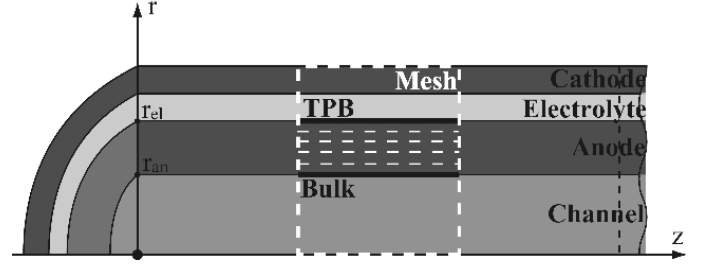 r
Cathode
Mesh
r_el
TPB
Electrolyte
Anode
r_an
Bulk
Channel
z